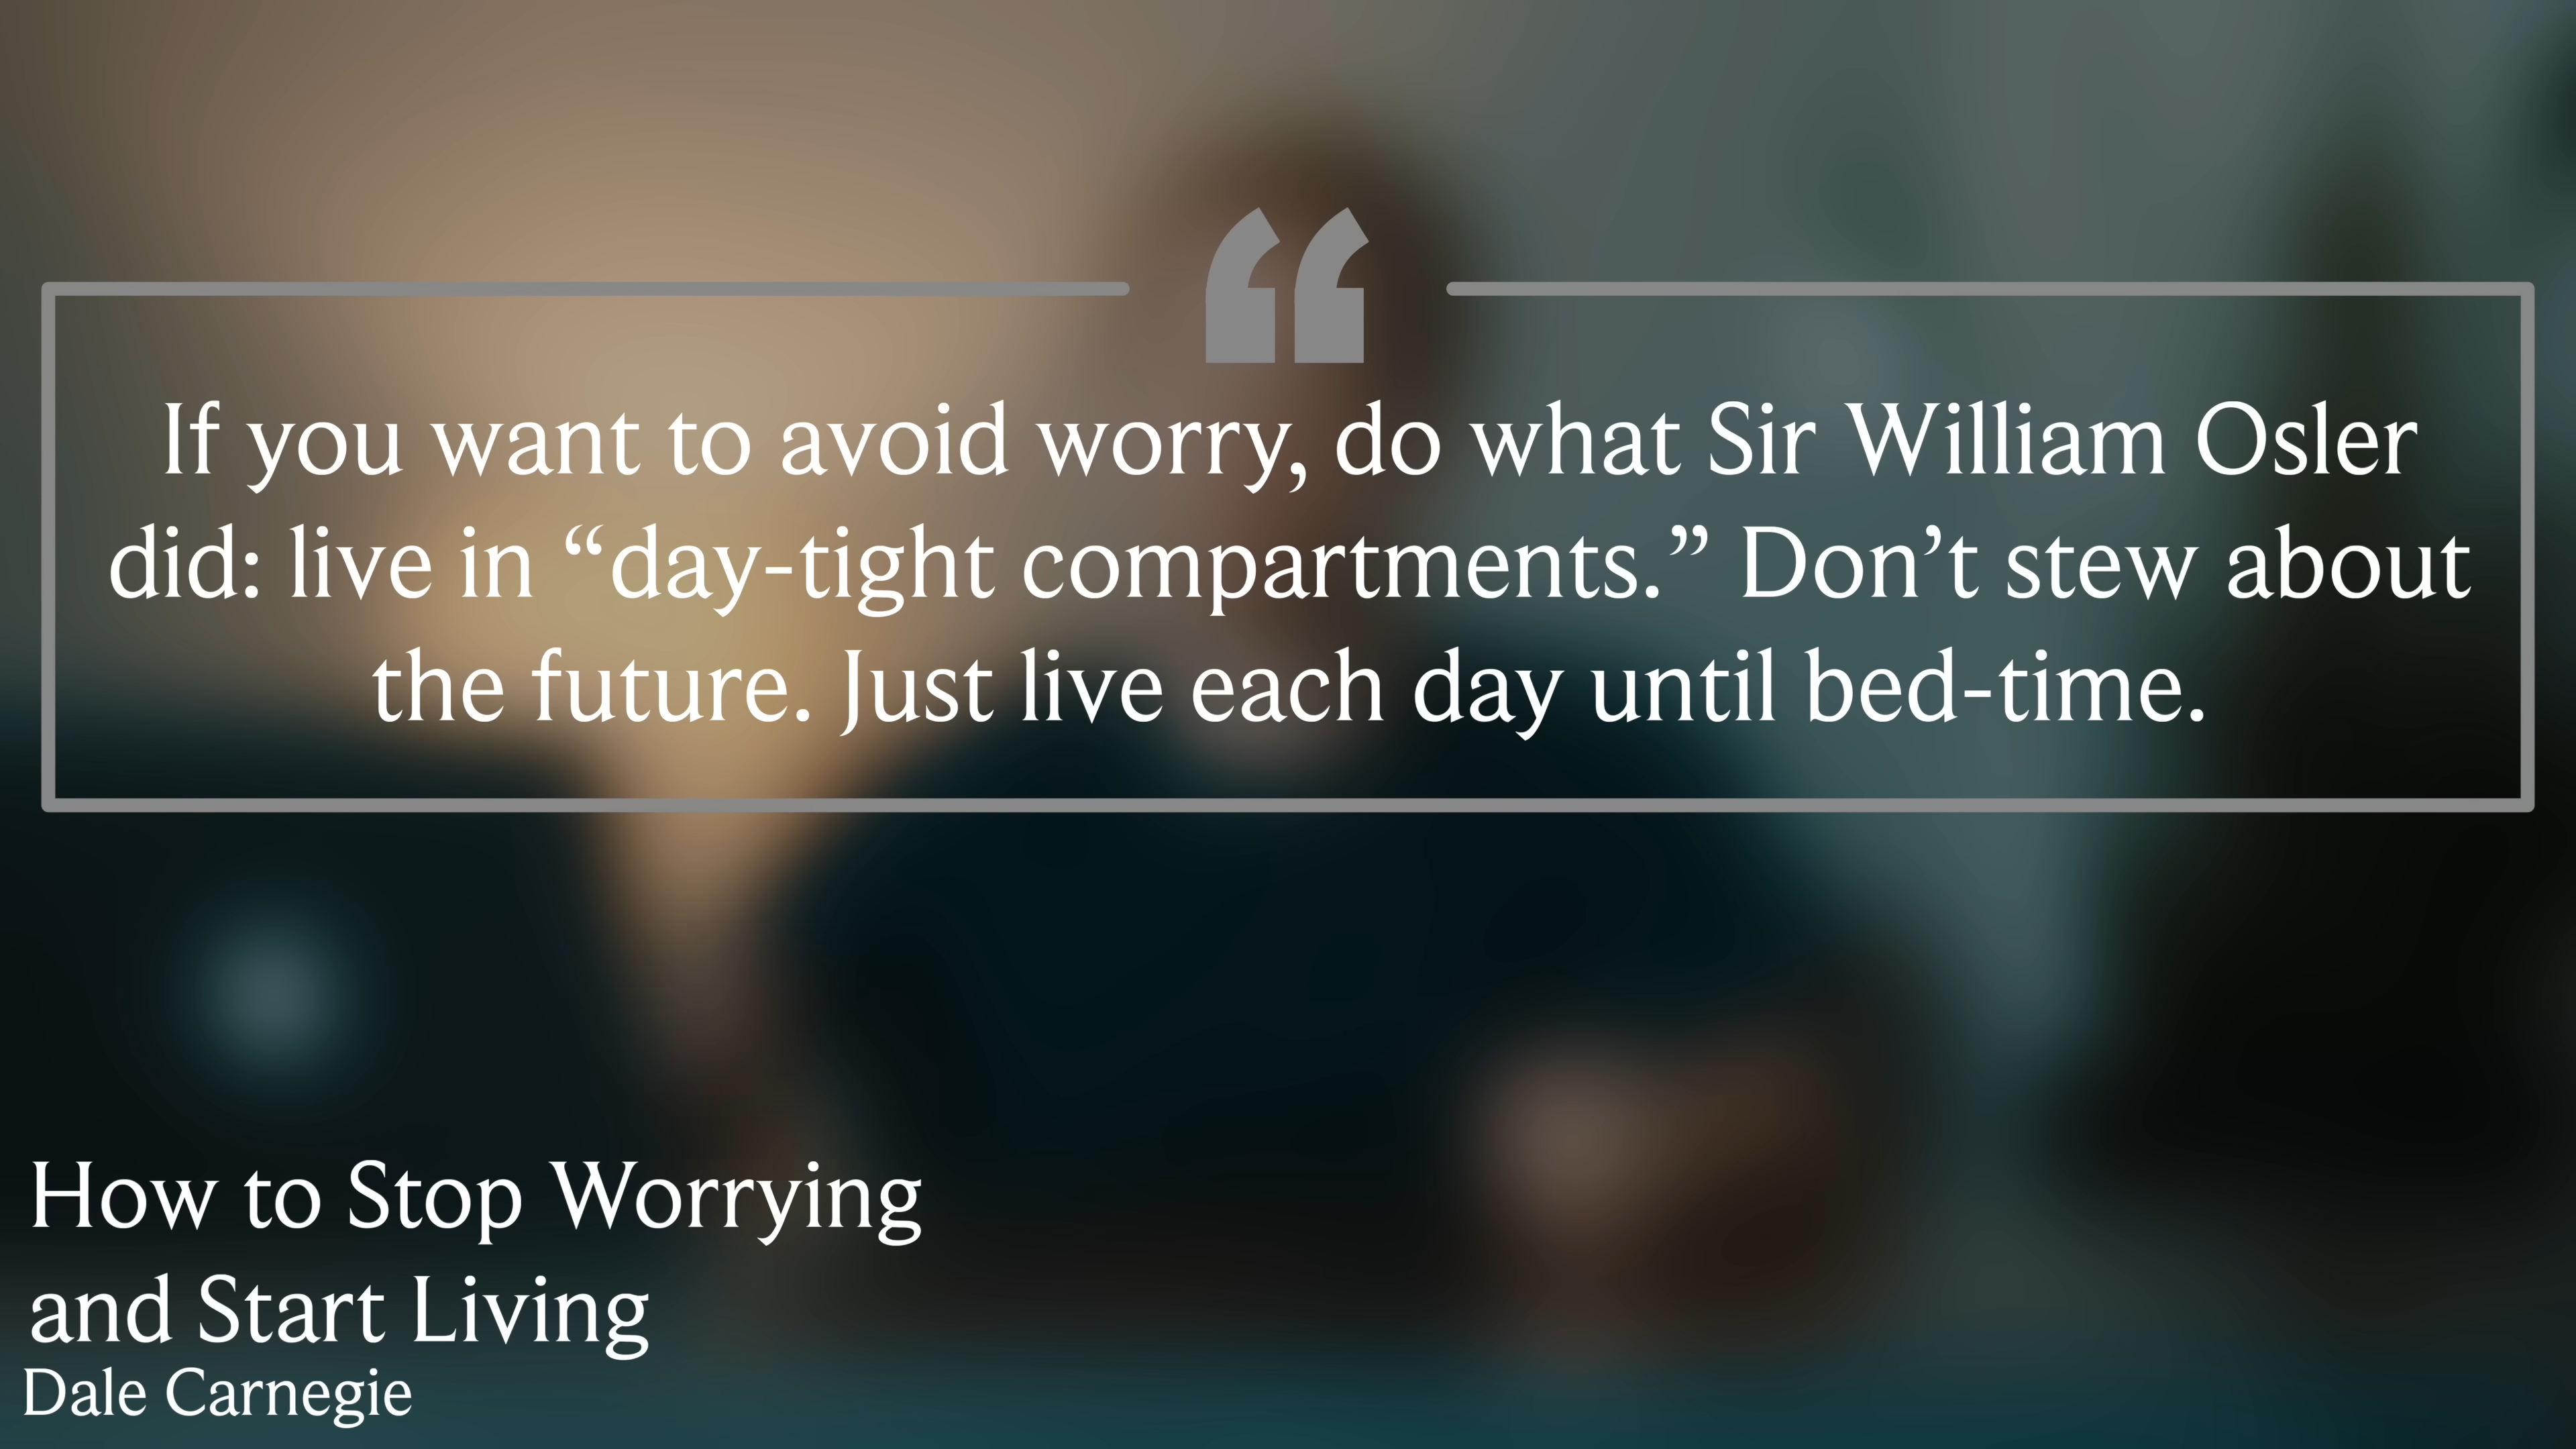 “
If you want to avoid worry, do what Sir William Osler
did: live in “day-tight compartments.” Don’t stew about
the future. Just live each day until bed-time.
How to Stop Worrying
and Start Living
Dale Carnegie